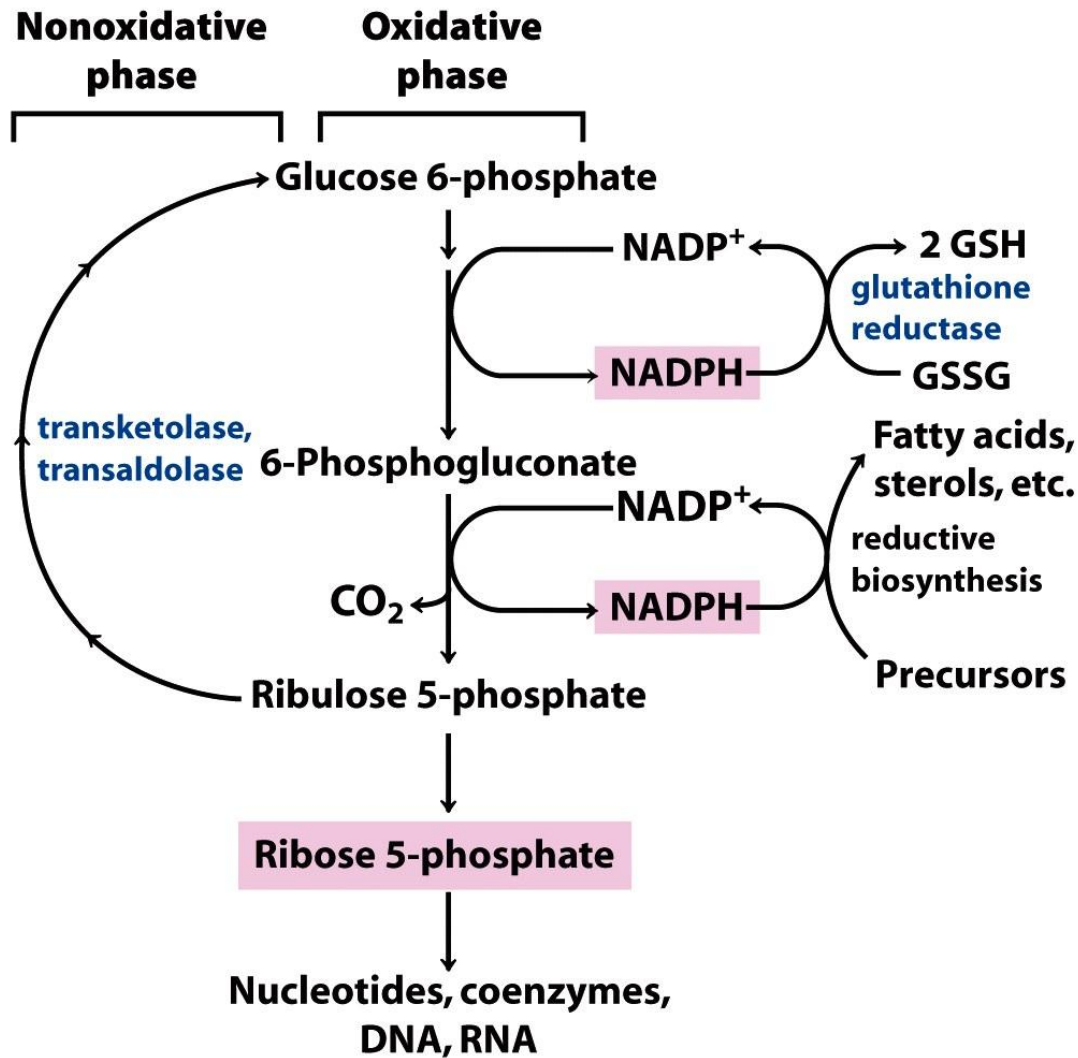 Nonoxidative
phase
Oxidative
phase
Glucose 6-phosphate
NADP⁺
2 GSH
glutathione
reductase
NADPH
GSSG
transketolase,
transaldolase
6-Phosphogluconate
Fatty acids,
sterols, etc.
NADP⁺
reductive
biosynthesis
CO₂
NADPH
Precursors
Ribulose 5-phosphate
Ribose 5-phosphate
Nucleotides, coenzymes,
DNA, RNA